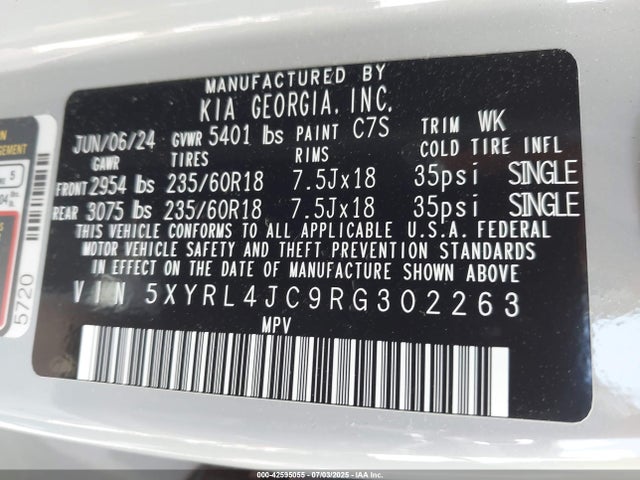 MANUFACTURED BY
KIA GEORGIA, INC.
JUN/06/24 GVWR 5401 lbs PAINT C7S TRIM WK
GAWR TIRES RIMS COLD TIRE INFL
FRONT 2954 lbs 235/60R18 7.5Jx18 35psi SINGLE
REAR 3075 lbs 235/60R18 7.5Jx18 35psi SINGLE
THIS VEHICLE CONFORMS TO ALL APPLICABLE U.S.A. FEDERAL
MOTOR VEHICLE SAFETY AND THEFT PREVENTION STANDARDS
IN EFFECT ON THE DATE OF MANUFACTURE SHOWN ABOVE.
VIN 5XYRL4JC9RG302263
MPV
5
5720
000-42595055 - 07/03/2025 - IAA, Inc.